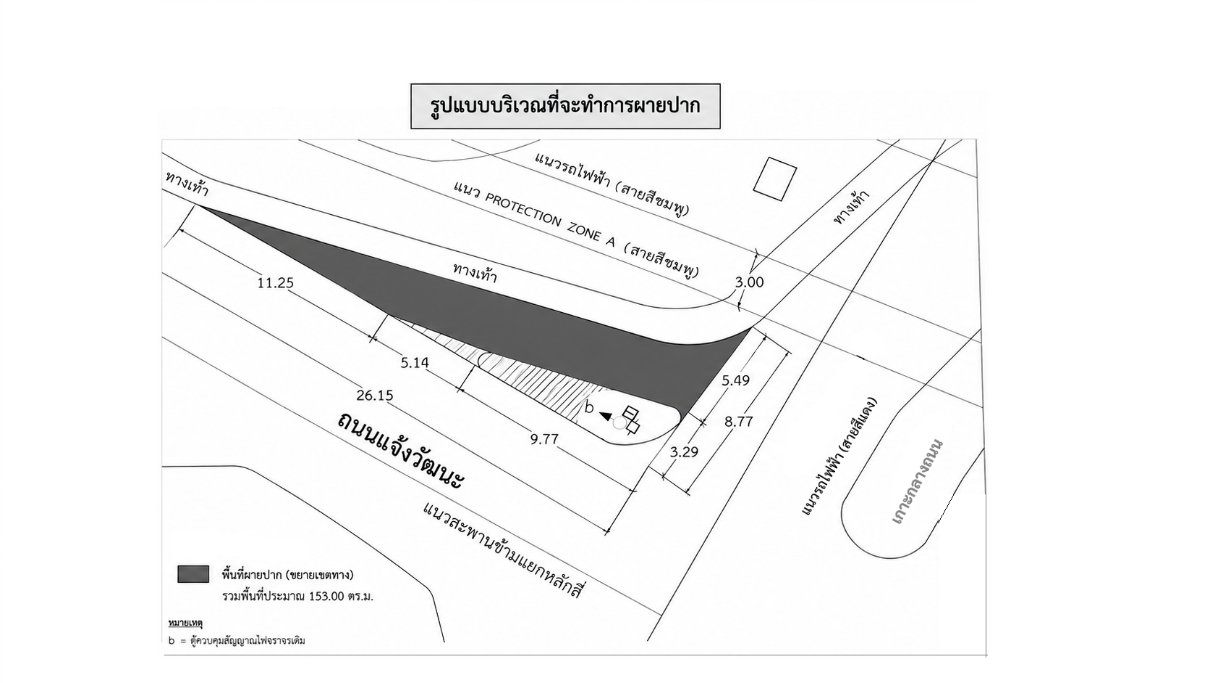 รูปแบบบริเวณที่จะทำการผายปาก
แนวรถไฟฟ้า (สายสีชมพู)
แนว PROTECTION ZONE A (สายสีชมพู)
ทางเท้า
ทางเท้า
ทางเท้า
3.00
11.25
5.14
26.15
9.77
5.49
8.77
3.29
b
ถนนแจ้งวัฒนะ
แนวสะพานข้ามแยกหลักสี่
แนวรถไฟฟ้า (สายสีแดง)
เกาะกลางถนน
พื้นที่ผายปาก (ขยายเขตทาง)
รวมพื้นที่ประมาณ 153.00 ตร.ม.
หมายเหตุ
b = ตู้ควบคุมสัญญาณไฟจราจรเดิม